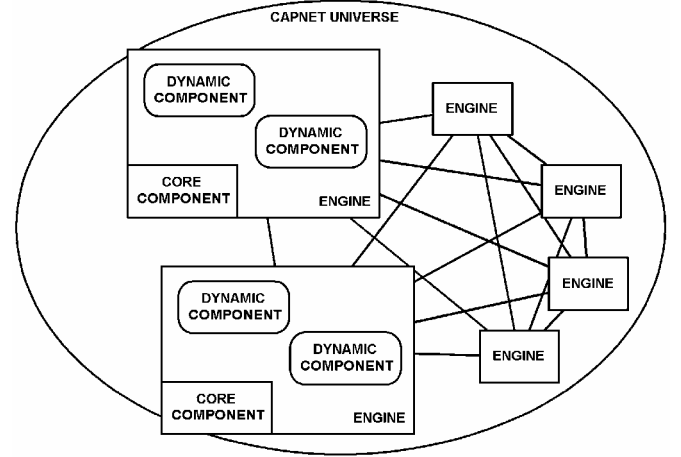 CAPNET UNIVERSE
DYNAMIC
COMPONENT
DYNAMIC
COMPONENT
CORE
COMPONENT
ENGINE
ENGINE
ENGINE
ENGINE
ENGINE
DYNAMIC
COMPONENT
DYNAMIC
COMPONENT
CORE
COMPONENT
ENGINE